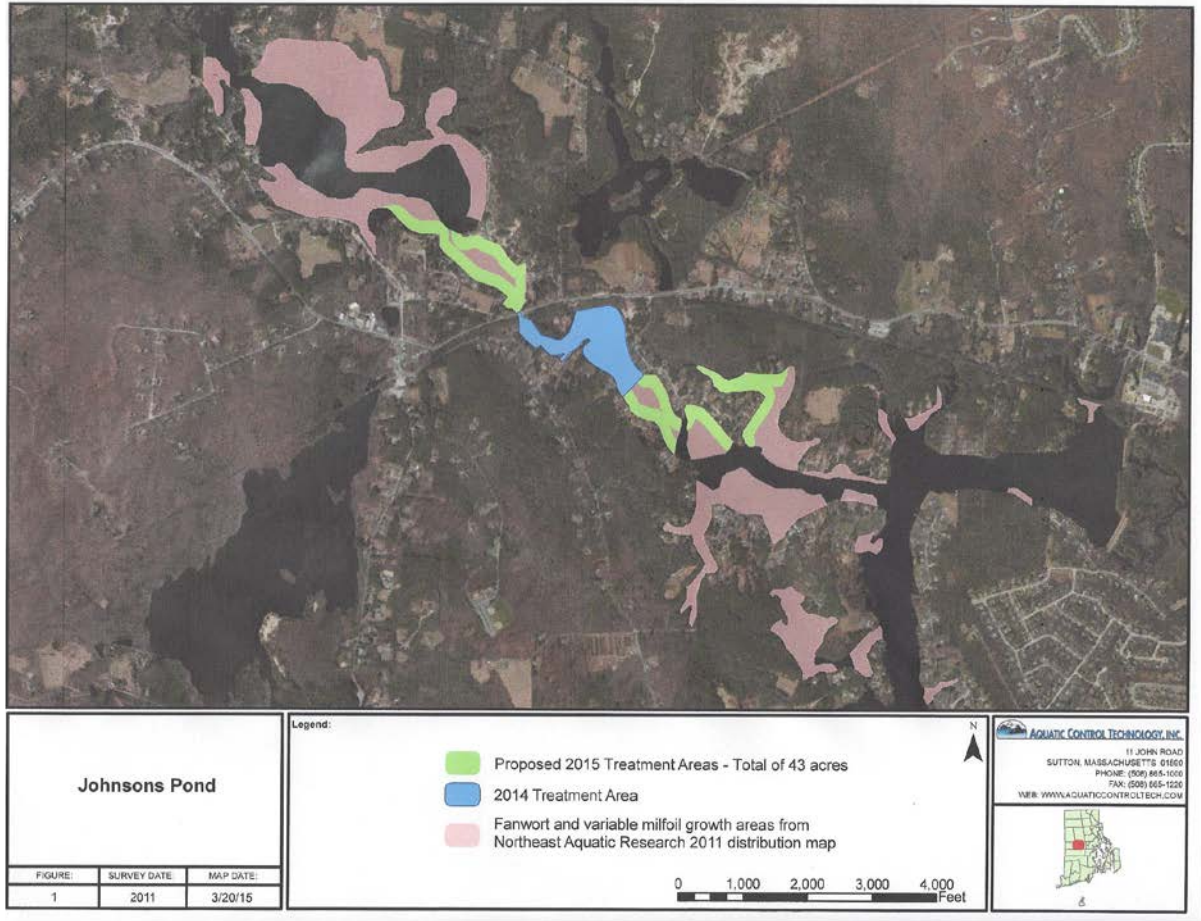 Johnsons Pond
FIGURE:
SURVEY DATE
MAP DATE:
1
2011
3/20/15
Legend:
Proposed 2015 Treatment Areas - Total of 43 acres
2014 Treatment Area
Fanwort and variable milfoil growth areas from
Northeast Aquatic Research 2011 distribution map
N
0 1,000 2,000 3,000 4,000
Feet
AQUATIC CONTROL TECHNOLOGY, INC.
11 JOHN ROAD
SUTTON, MASSACHUSETTS 01590
PHONE: (508) 865-1000
FAX: (508) 865-1220
WEB: WWW.AQUATICCONTROLTECH.COM